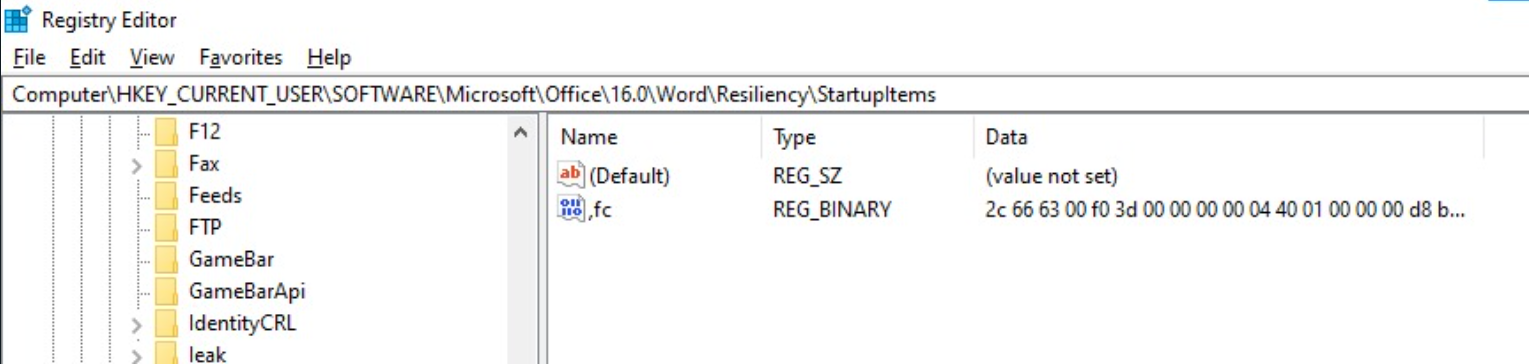 Registry Editor
File Edit View Favorites Help
Computer\HKEY_CURRENT_USER\SOFTWARE\Microsoft\Office\16.0\Word\Resiliency\StartupItems
F12
Fax
Feeds
FTP
GameBar
GameBarApi
IdentityCRL
leak
Name Type Data
(Default) REG_SZ (value not set)
,fc REG_BINARY 2c 66 63 00 f0 3d 00 00 00 00 04 40 01 00 00 00 d8 b...